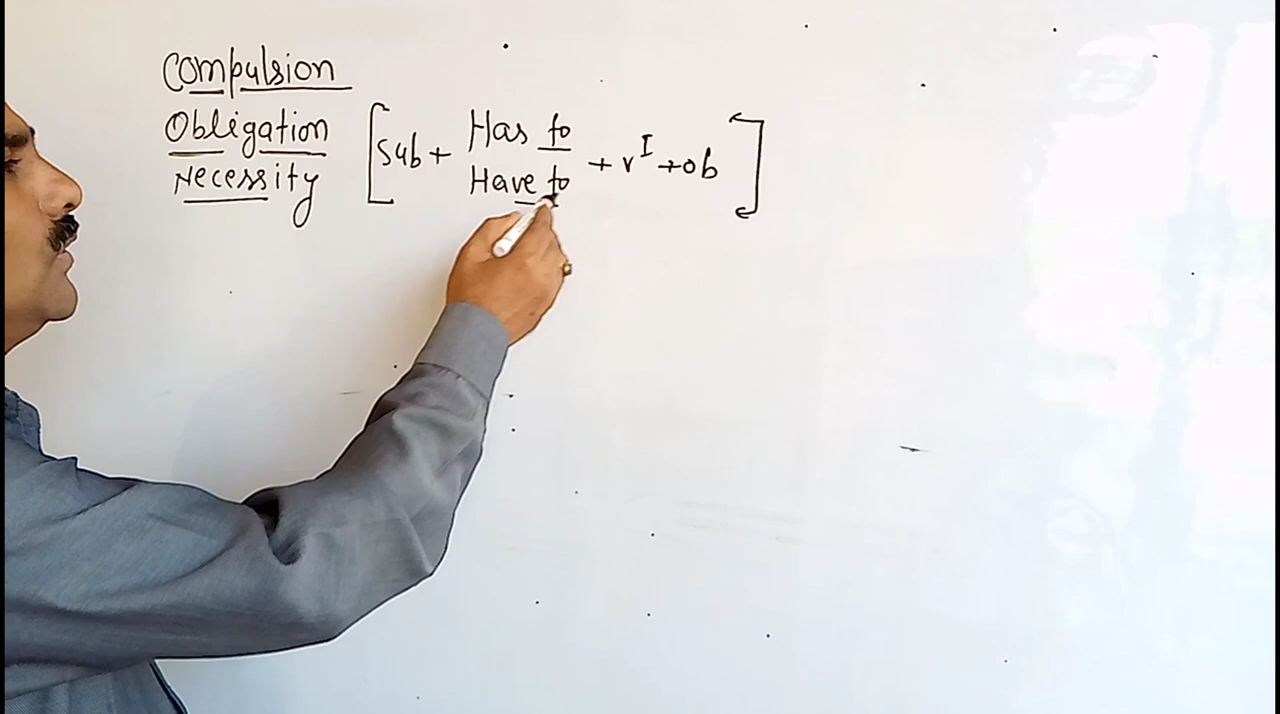 Compulsion
Obligation
Necessity
[Sub + Has to
Have to + v^I + ob]